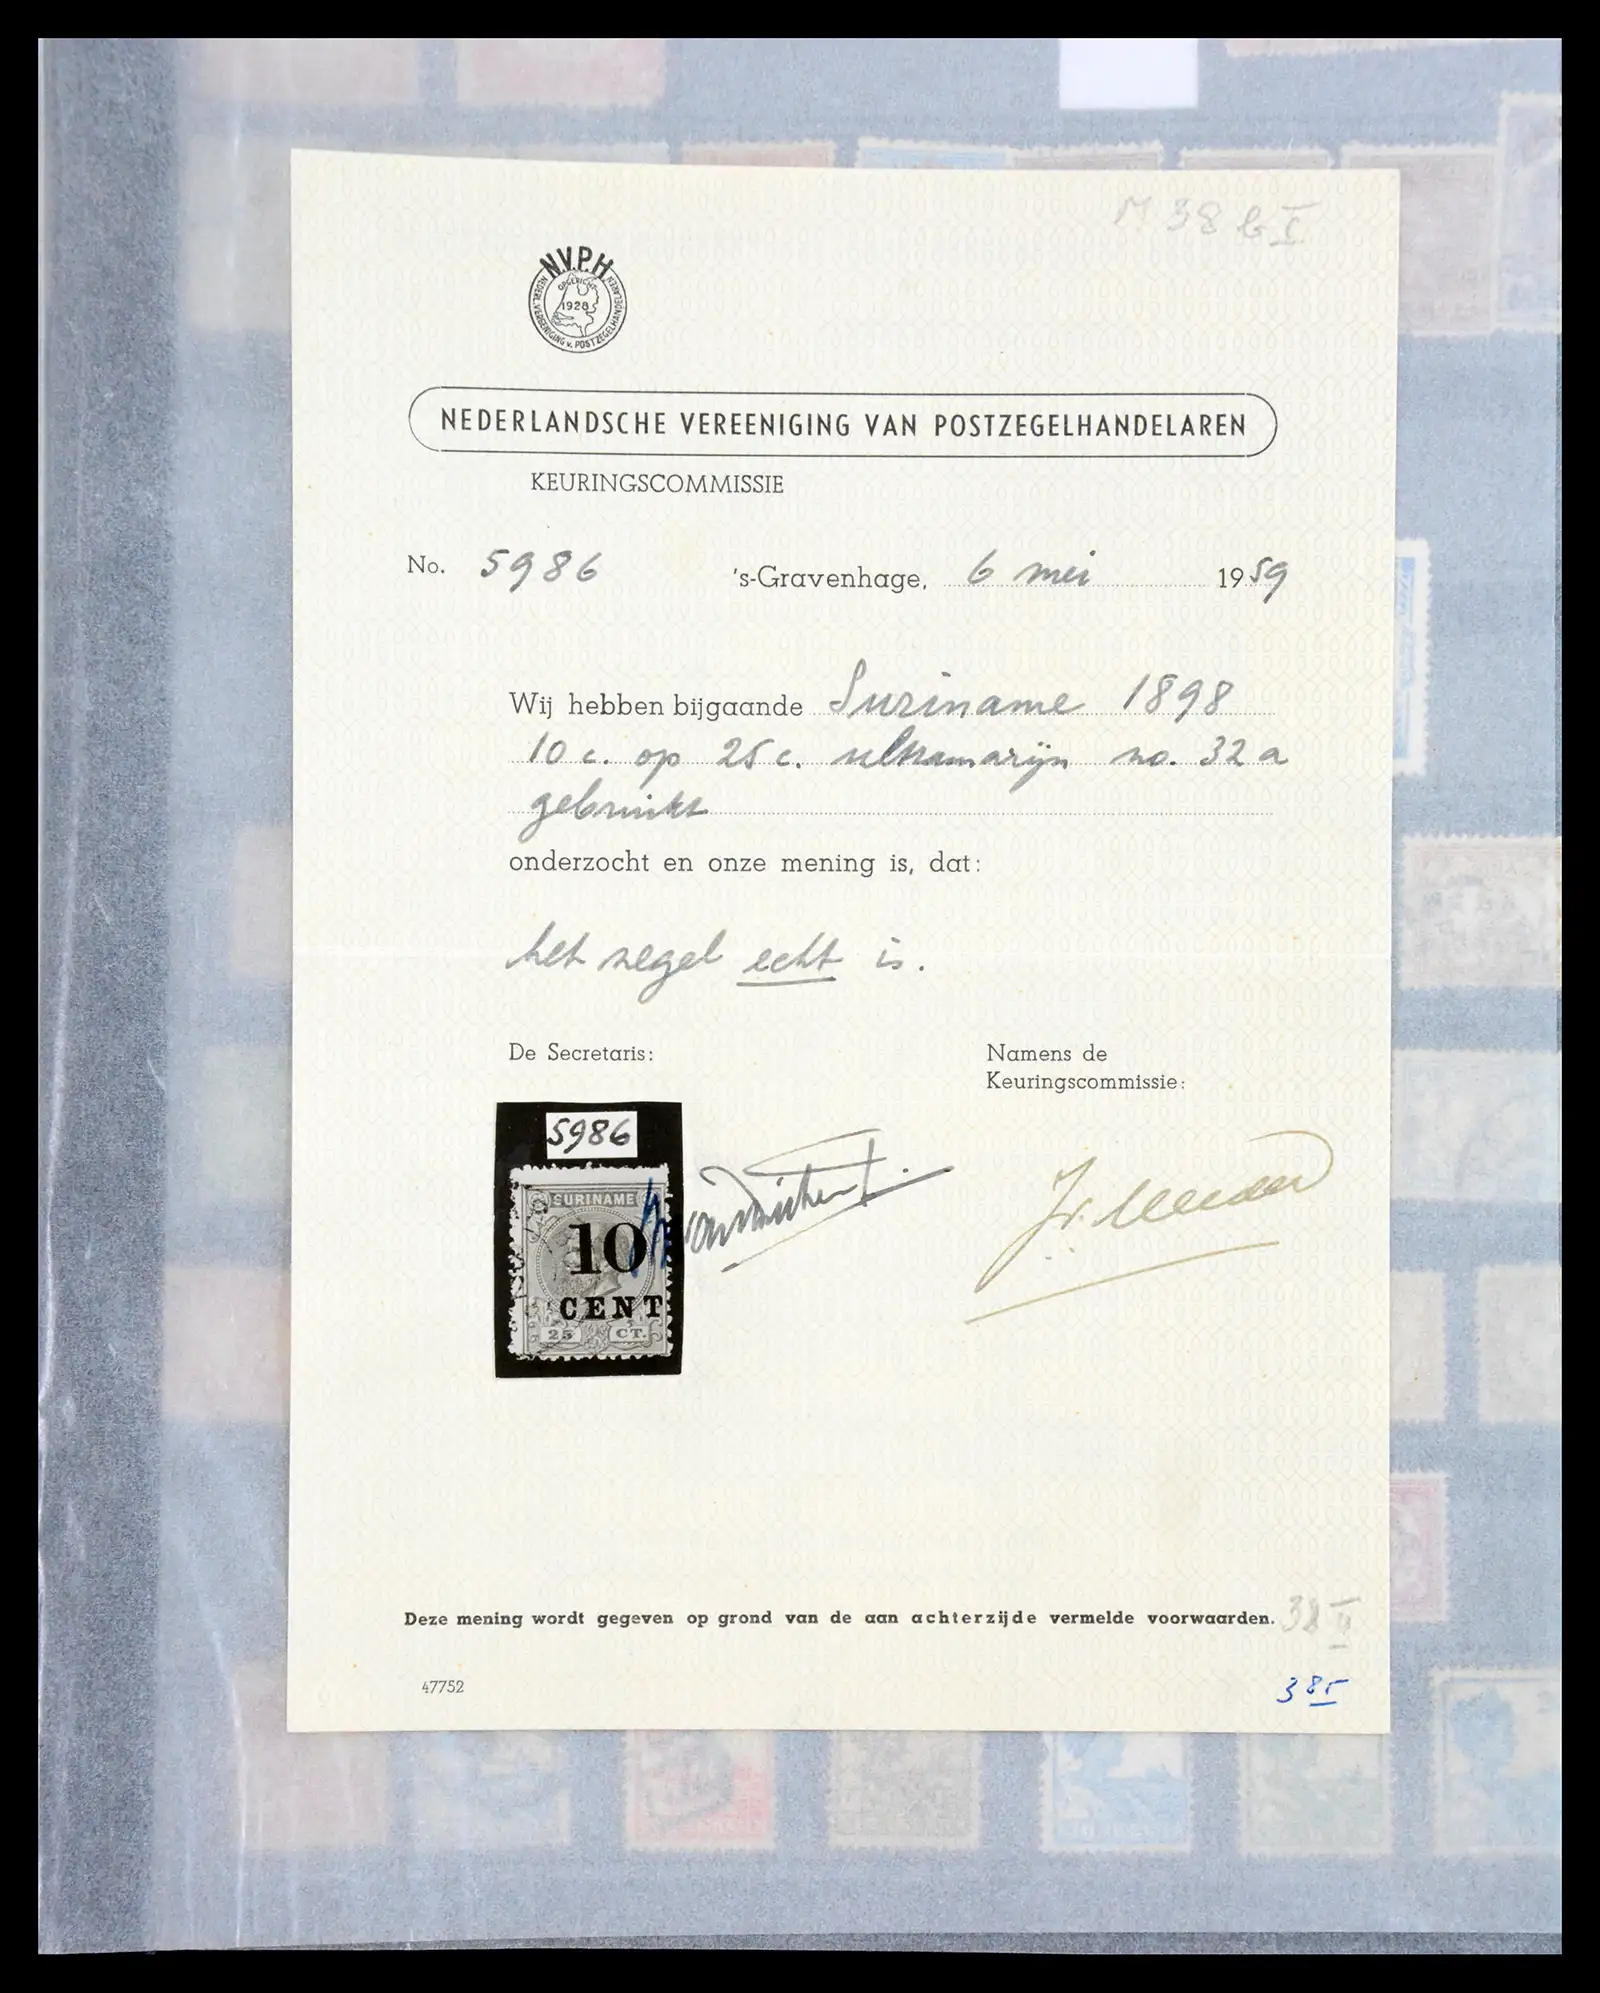 M 38 b I
N.V.P.H
NEDERL. VERENIGING v. POSTZEGELHANDELAREN
OPGERICHT
1928
NEDERLANDSCHE VEREENIGING VAN POSTZEGELHANDELAREN
KEURINGSCOMMISSIE
No. 5986 's-Gravenhage, 6 mei 1959
Wij hebben bijgaande Suriname 1898
10 c. op 25 c. ultramarijn no. 32 a
gebruikt
onderzocht en onze mening is, dat:
het zegel echt is.
De Secretaris:
Namens de
Keuringscommissie:
5986
SURINAME
10
CENT
25 CT.
Deze mening wordt gegeven op grond van de aan achterzijde vermelde voorwaarden.
47752
385